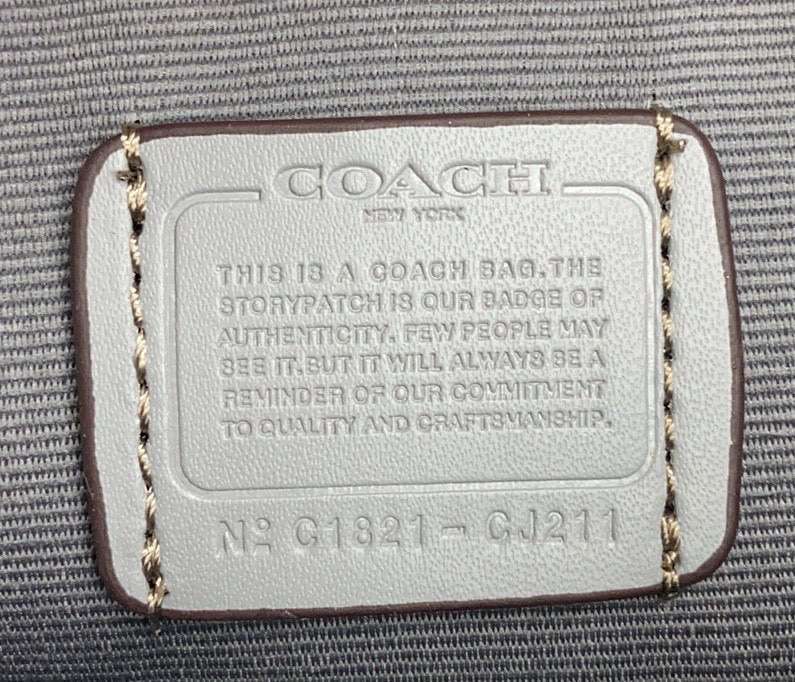 COACH
NEW YORK
THIS IS A COACH BAG. THE
STORYPATCH IS OUR BADGE OF
AUTHENTICITY. FEW PEOPLE MAY
SEE IT. BUT IT WILL ALWAYS BE A
REMINDER OF OUR COMMITMENT
TO QUALITY AND CRAFTSMANSHIP.
Nº C1821 - CJ211